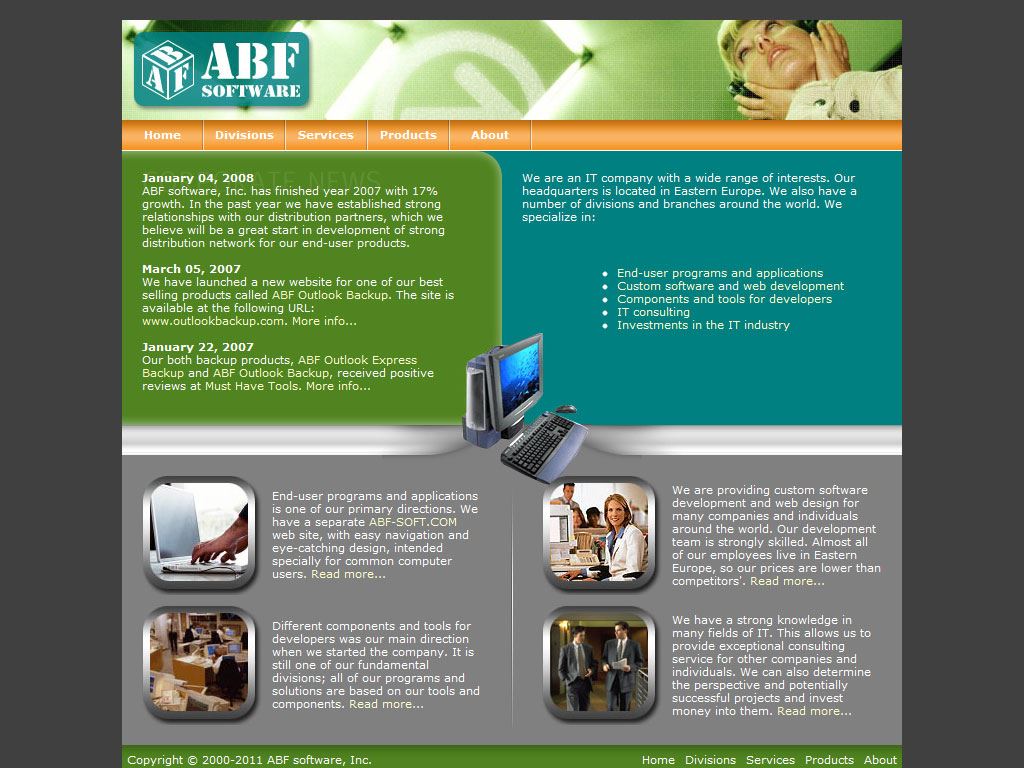 ABF
ABF
SOFTWARE
Home Divisions Services Products About
January 04, 2008
ABF software, Inc. has finished year 2007 with 17%
growth. In the past year we have established strong
relationships with our distribution partners, which we
believe will be a great start in development of strong
distribution network for our end-user products.
March 05, 2007
We have launched a new website for one of our best
selling products called ABF Outlook Backup. The site is
available at the following URL:
www.outlookbackup.com. More info...
January 22, 2007
Our both backup products, ABF Outlook Express
Backup and ABF Outlook Backup, received positive
reviews at Must Have Tools. More info...
We are an IT company with a wide range of interests. Our
headquarters is located in Eastern Europe. We also have a
number of divisions and branches around the world. We
specialize in:
End-user programs and applications
Custom software and web development
Components and tools for developers
IT consulting
Investments in the IT industry
End-user programs and applications
is one of our primary directions. We
have a separate ABF-SOFT.COM
web site, with easy navigation and
eye-catching design, intended
specially for common computer
users. Read more...
We are providing custom software
development and web design for
many companies and individuals
around the world. Our development
team is strongly skilled. Almost all
of our employees live in Eastern
Europe, so our prices are lower than
competitors'. Read more...
Different components and tools for
developers was our main direction
when we started the company. It is
still one of our fundamental
divisions; all of our programs and
solutions are based on our tools and
components. Read more...
We have a strong knowledge in
many fields of IT. This allows us to
provide exceptional consulting
service for other companies and
individuals. We can also determine
the perspective and potentially
successful projects and invest
money into them. Read more...
Copyright © 2000-2011 ABF software, Inc.
Home Divisions Services Products About